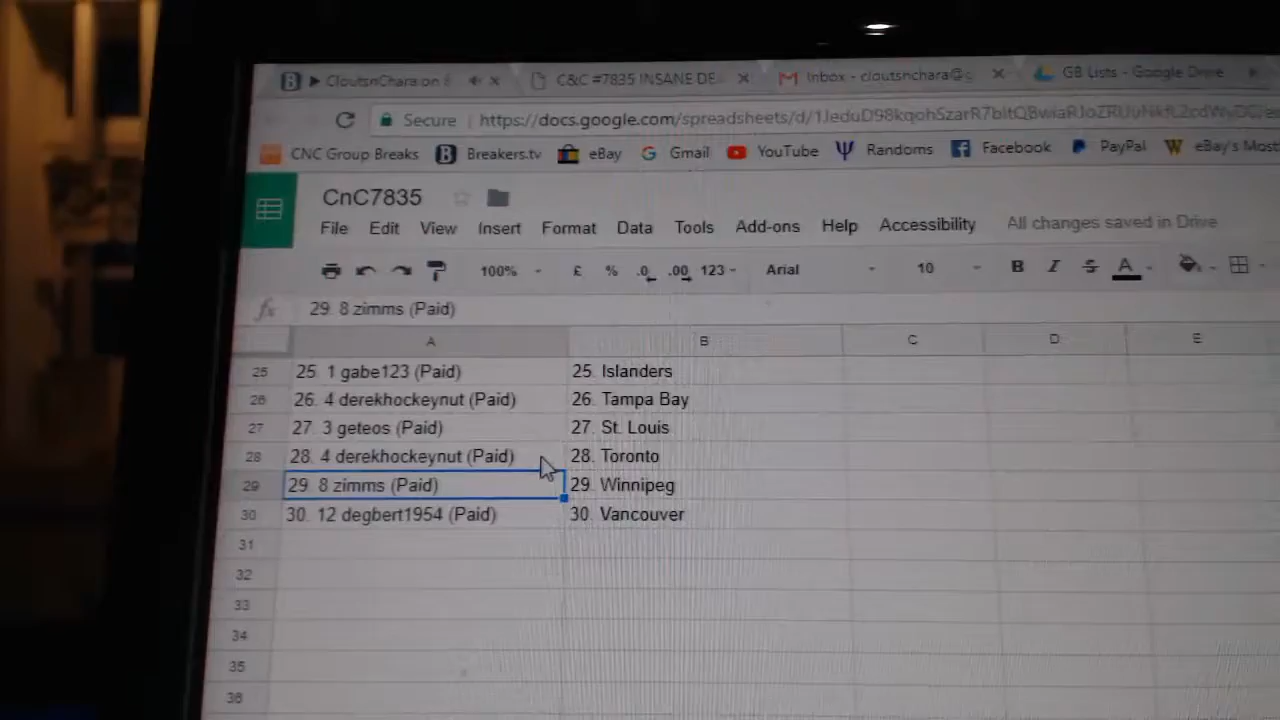 CloutsnChara on
C&C #7835 INSANE DE
Inbox - cloutsnchara@g
GB Lists - Google Drive
Secure
CNC Group Breaks
Breakers.tv
eBay
Gmail
YouTube
Randoms
Facebook
PayPal
eBay's Most
CnC7835
File Edit View Insert Format Data Tools Add-ons Help Accessibility All changes saved in Drive
100% £ % .0 .00 123 Arial 10 B I S A
fx 29. 8 zimms (Paid)
A B C D E
25 25. 1 gabe123 (Paid) 25. Islanders
26 26. 4 derekhockeynut (Paid) 26. Tampa Bay
27 27. 3 geteos (Paid) 27. St. Louis
28 28. 4 derekhockeynut (Paid) 28. Toronto
29 29. 8 zimms (Paid) 29. Winnipeg
30 30. 12 degbert1954 (Paid) 30. Vancouver
31
32
33
34
35
36